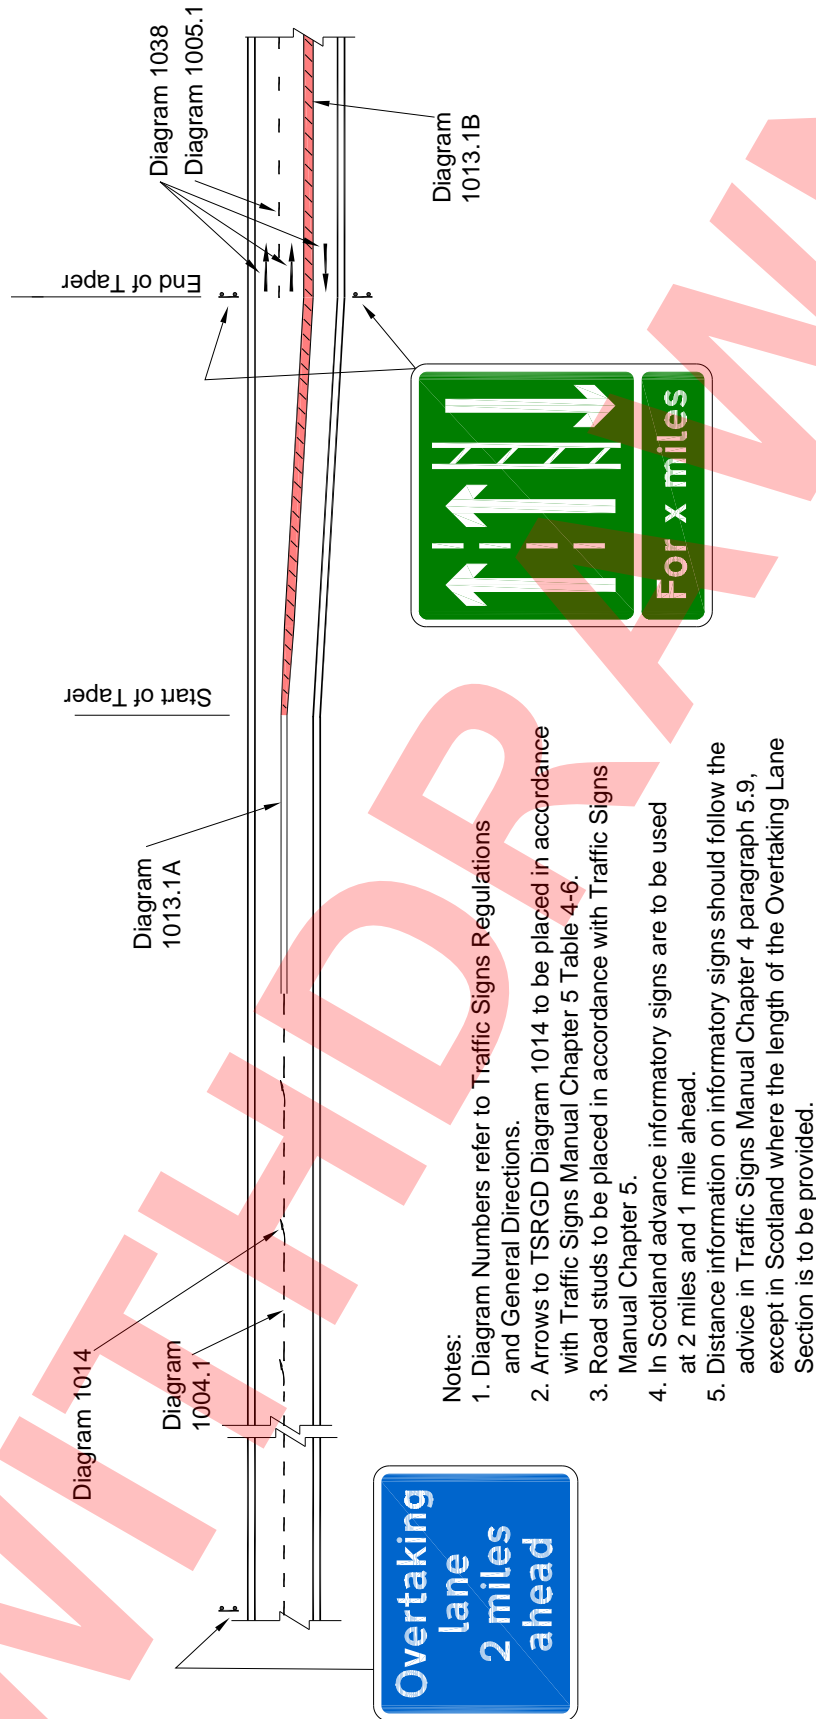 Diagram 1014
Diagram
1004.1
Diagram
1013.1A
Start of Taper
End of Taper
Diagram 1038
Diagram 1005.1
Diagram
1013.1B
Overtaking
lane
2 miles
ahead
For x miles
Notes:
1. Diagram Numbers refer to Traffic Signs Regulations
and General Directions.
2. Arrows to TSRGD Diagram 1014 to be placed in accordance
with Traffic Signs Manual Chapter 5 Table 4-6.
3. Road studs to be placed in accordance with Traffic Signs
Manual Chapter 5.
4. In Scotland advance informatory signs are to be used
at 2 miles and 1 mile ahead.
5. Distance information on informatory signs should follow the
advice in Traffic Signs Manual Chapter 4 paragraph 5.9,
except in Scotland where the length of the Overtaking Lane
Section is to be provided.
WITHDRAW